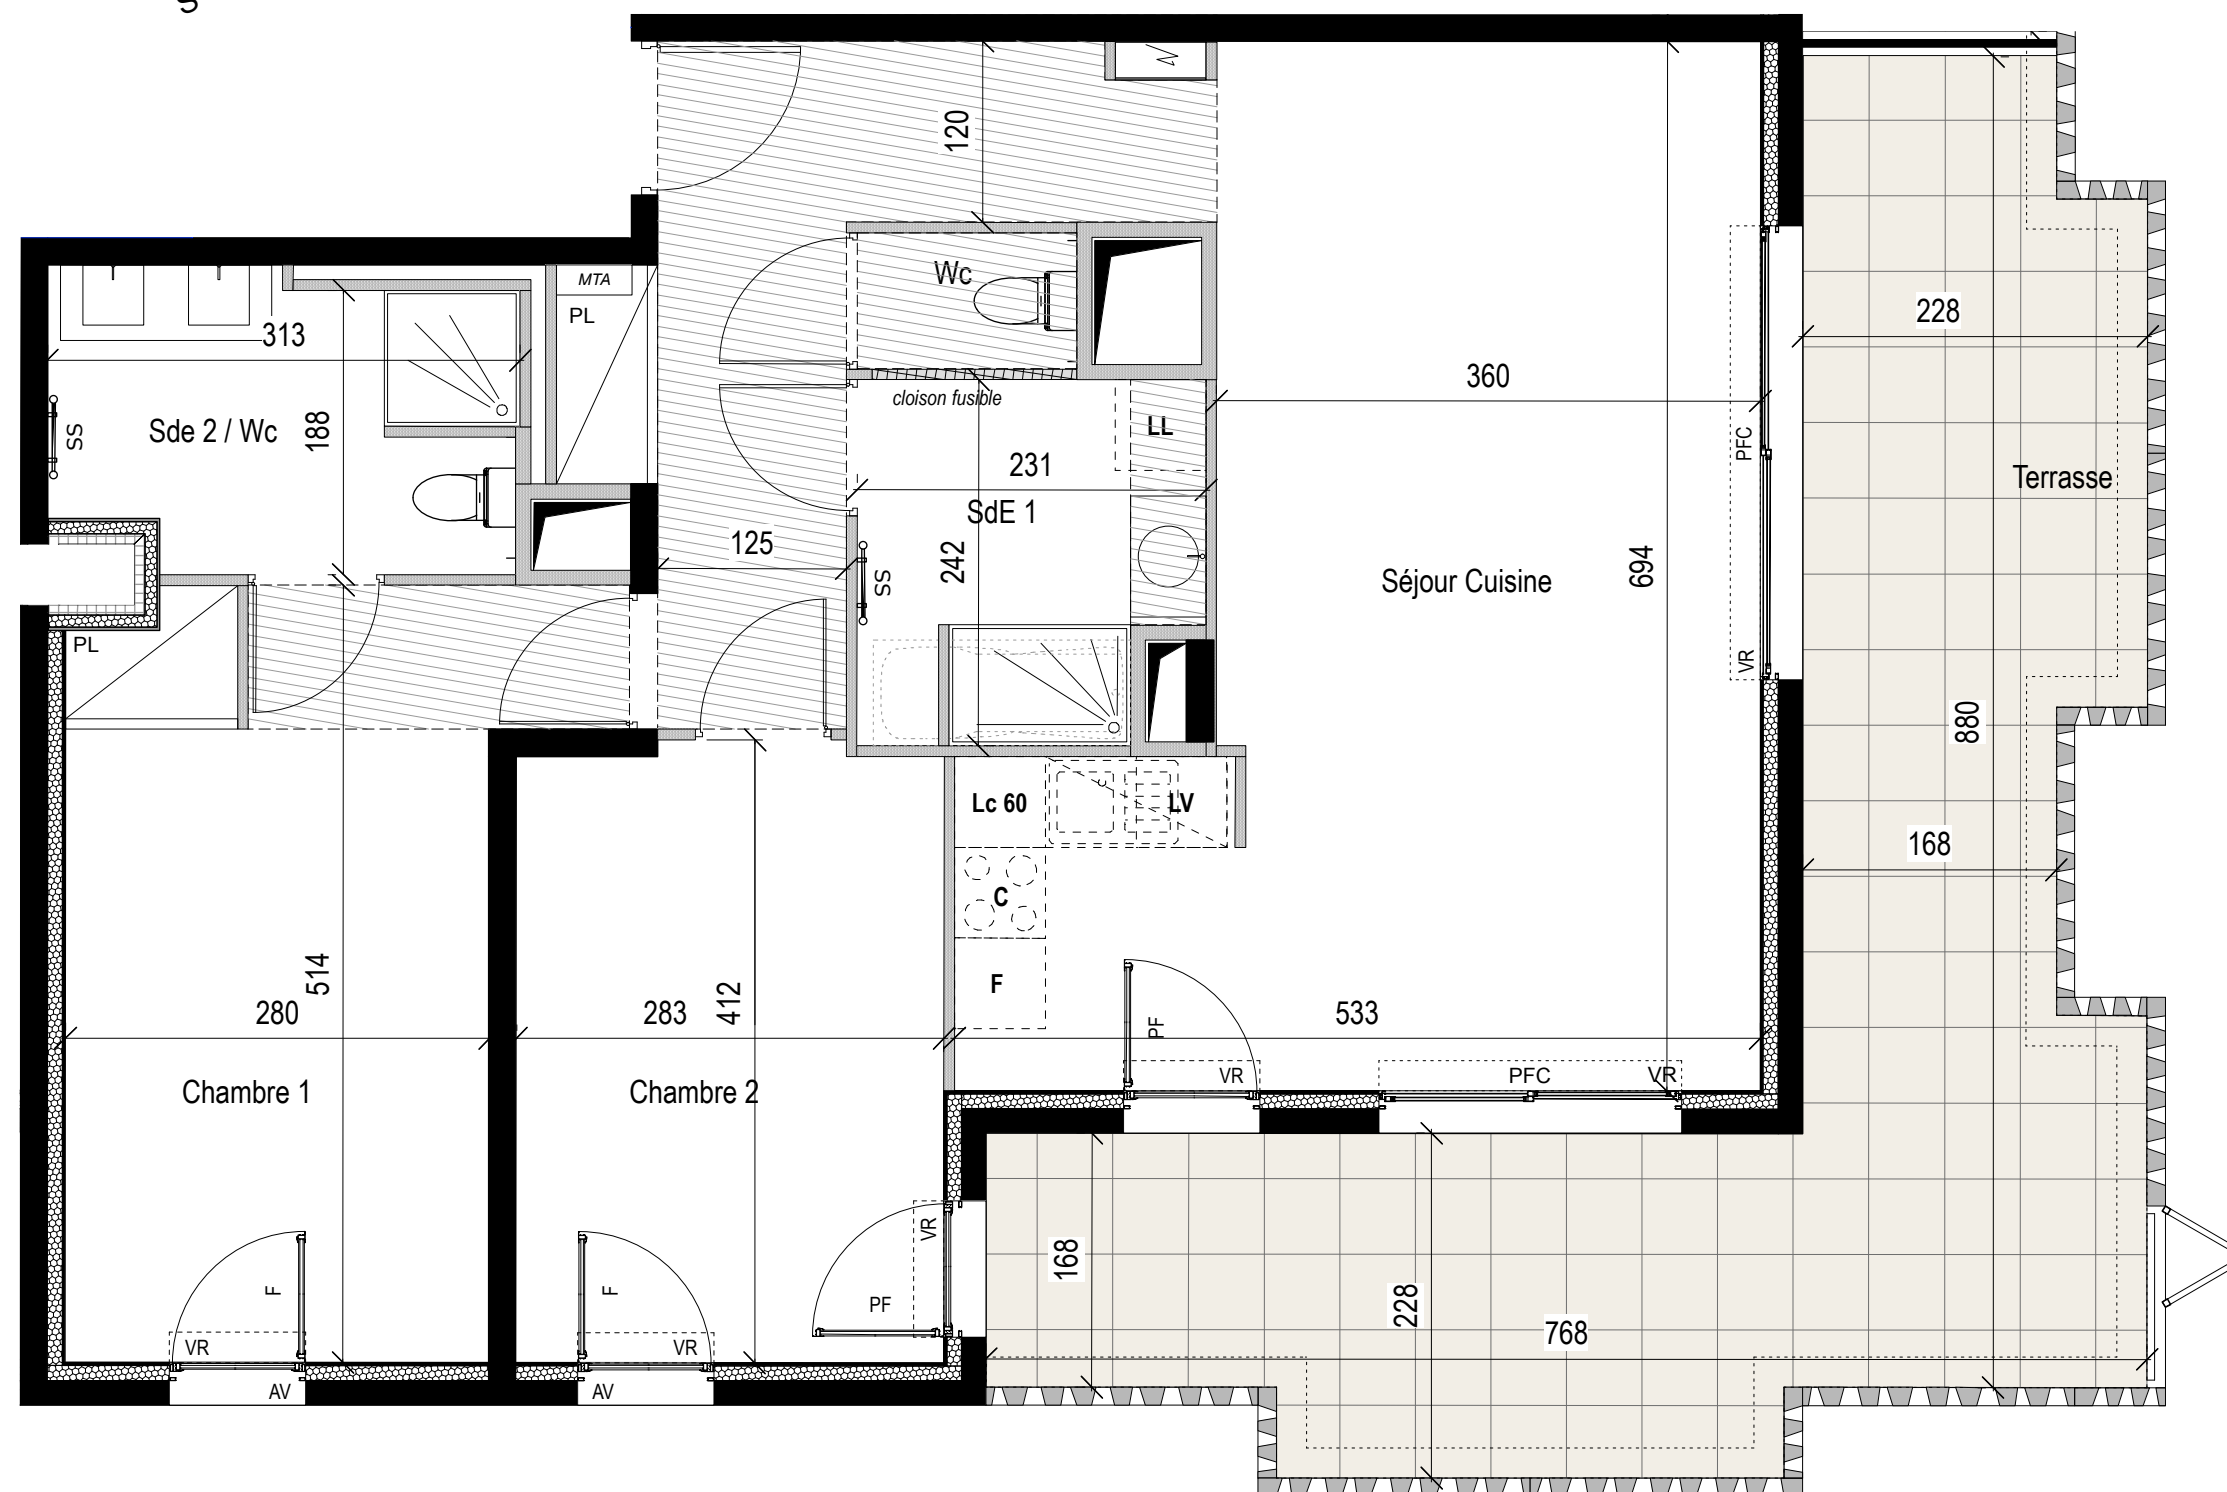 120
MTA
PL
Wc
313
228
cloison fusible
360
Sde 2 / Wc
188
SS
LL
PFC
231
Terrasse
SdE 1
125
242
SS
694
Séjour Cuisine
PL
VR
880
Lc 60
LV
168
C
514
412
F
280
283
533
PF
Chambre 1
Chambre 2
VR
PFC
VR
168
VR
F
F
PF
228
768
VR
VR
AV
AV